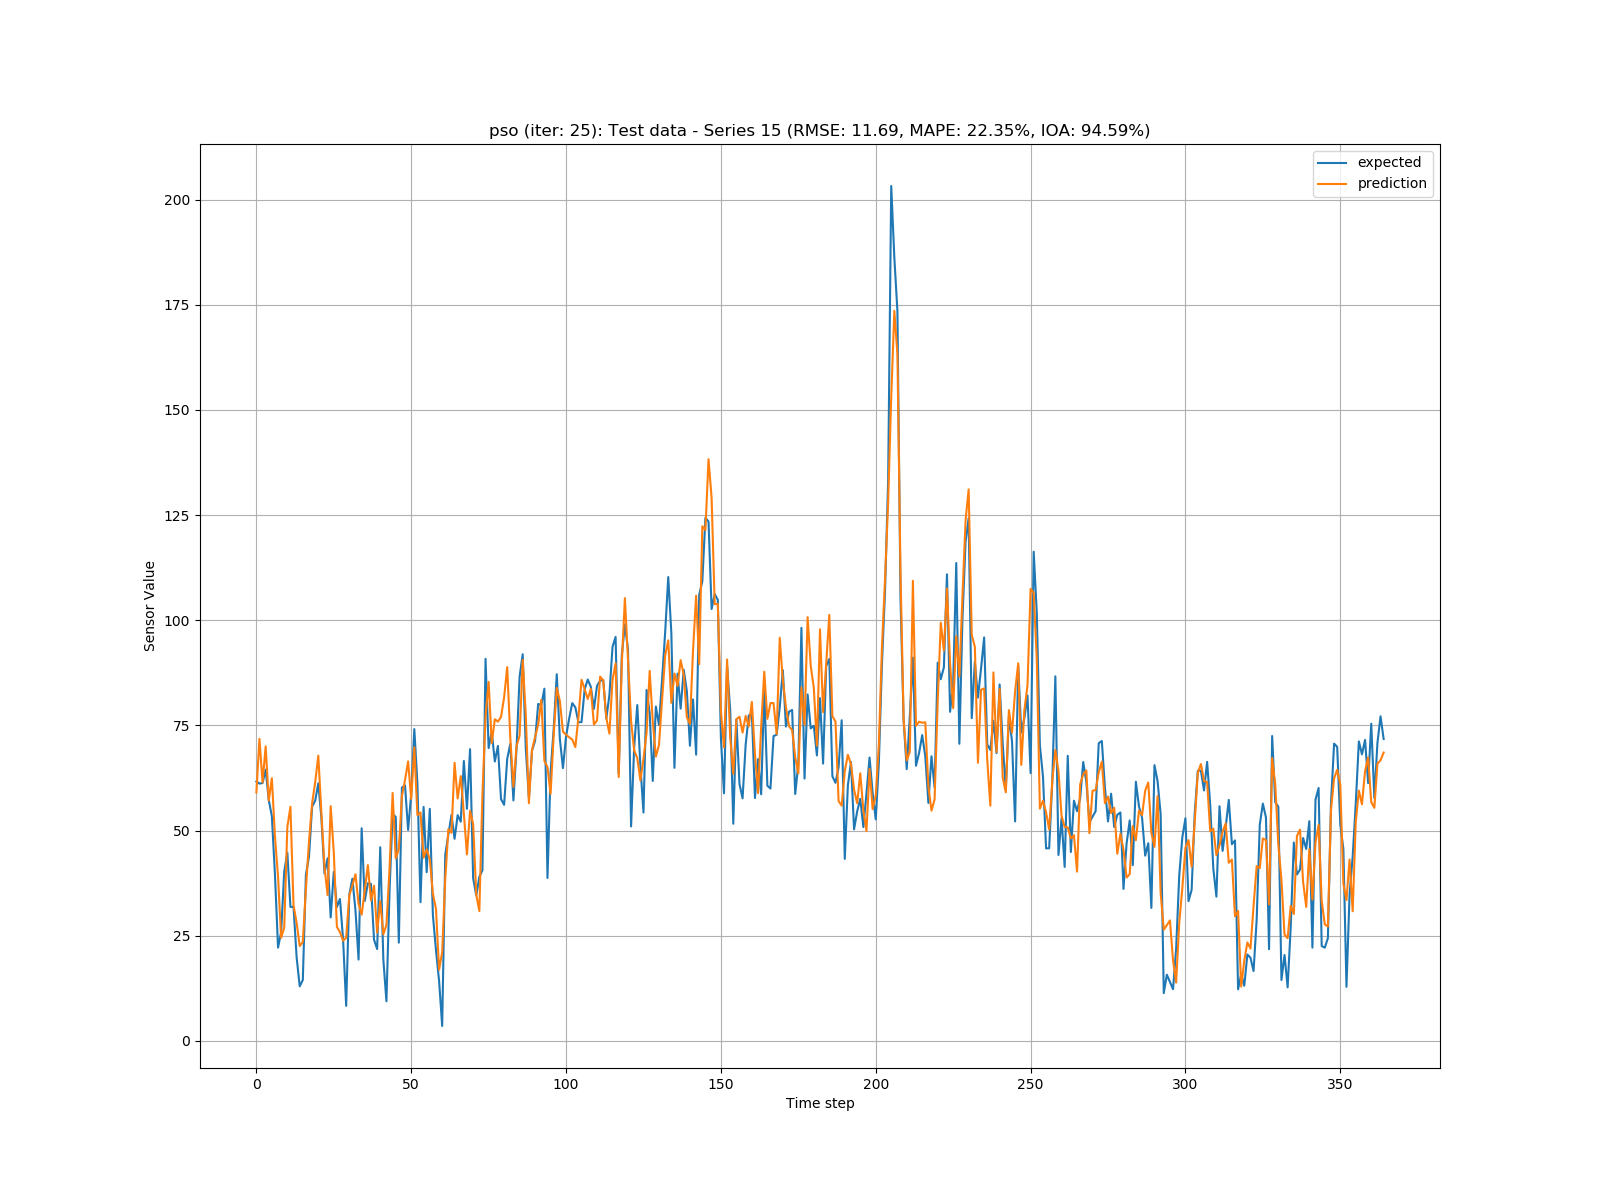 pso (iter: 25): Test data - Series 15 (RMSE: 11.69, MAPE: 22.35%, IOA: 94.59%)
expected
prediction
200
175
150
125
100
75
50
25
0
Sensor Value
0 50 100 150 200 250 300 350
Time step